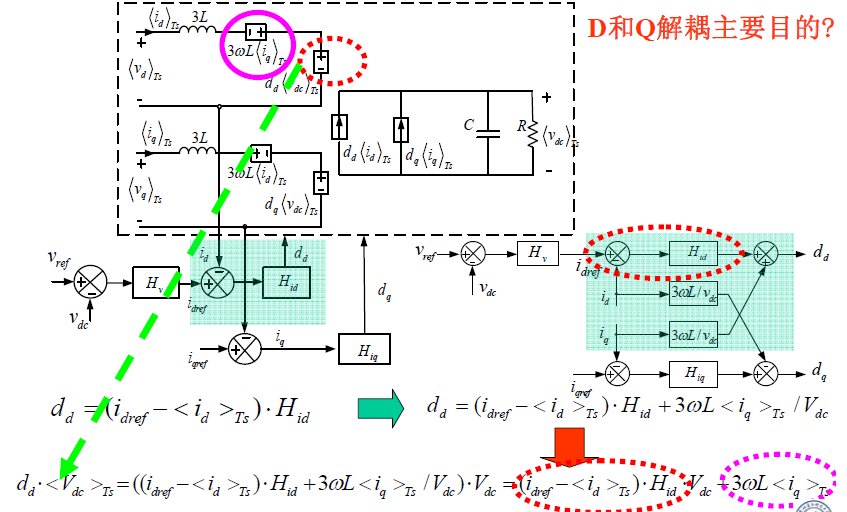 D和Q解耦主要目的?
⟨i_d⟩_Ts 3L
3ωL⟨i_q⟩_Ts
⟨v_d⟩_Ts
d_d⟨v_dc⟩_Ts
⟨i_q⟩_Ts 3L
3ωL⟨i_d⟩_Ts
⟨v_q⟩_Ts
d_q⟨v_dc⟩_Ts
d_d⟨i_d⟩_Ts d_q⟨i_q⟩_Ts C R ⟨v_dc⟩_Ts
v_ref H_v i_dref i_d H_id d_d
v_dc
i_qref i_q H_iq d_q
v_ref H_v i_dref H_id d_d
v_dc
i_d 3ωL/v_dc
i_q 3ωL/v_dc
i_qref H_iq d_q
d_d = (i_dref − <i_d>_Ts)·H_id
d_d = (i_dref − <i_d>_Ts)·H_id + 3ωL<i_q>_Ts/V_dc
d_d·<V_dc>_Ts = ((i_dref − <i_d>_Ts)·H_id + 3ωL<i_q>_Ts/V_dc)·V_dc = (i_dref − <i_d>_Ts)·H_id·V_dc + 3ωL<i_q>_Ts